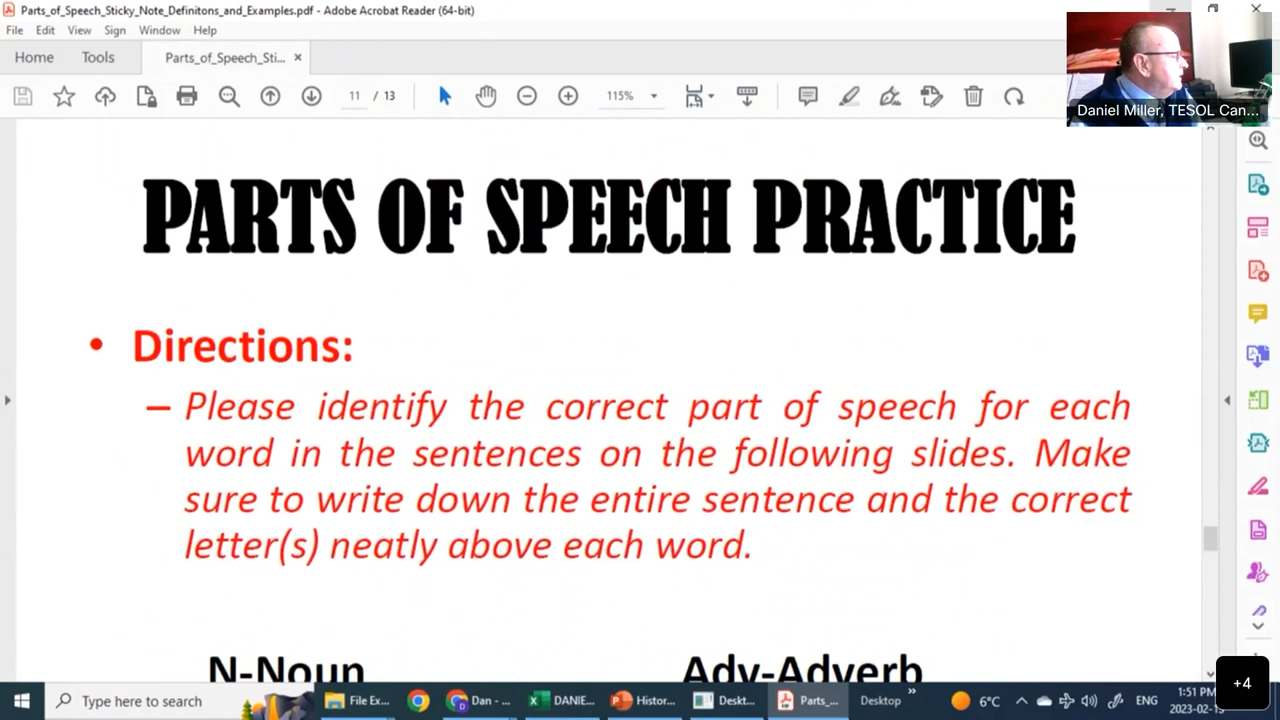 Parts_of_Speech_Sticky_Note_Definitons_and_Examples.pdf - Adobe Acrobat Reader (64-bit)
File Edit View Sign Window Help
Home Tools Parts_of_Speech_Sti... ×
11 / 13 115%
Daniel Miller, TESOL Can...
PARTS OF SPEECH PRACTICE
• Directions:
– Please identify the correct part of speech for each
word in the sentences on the following slides. Make
sure to write down the entire sentence and the correct
letter(s) neatly above each word.
N-Noun Adv-Adverb
+4
Type here to search File Ex... Dan - ... DANIE... Histor... Deskt... Parts_... Desktop 6°C ENG 1:51 PM